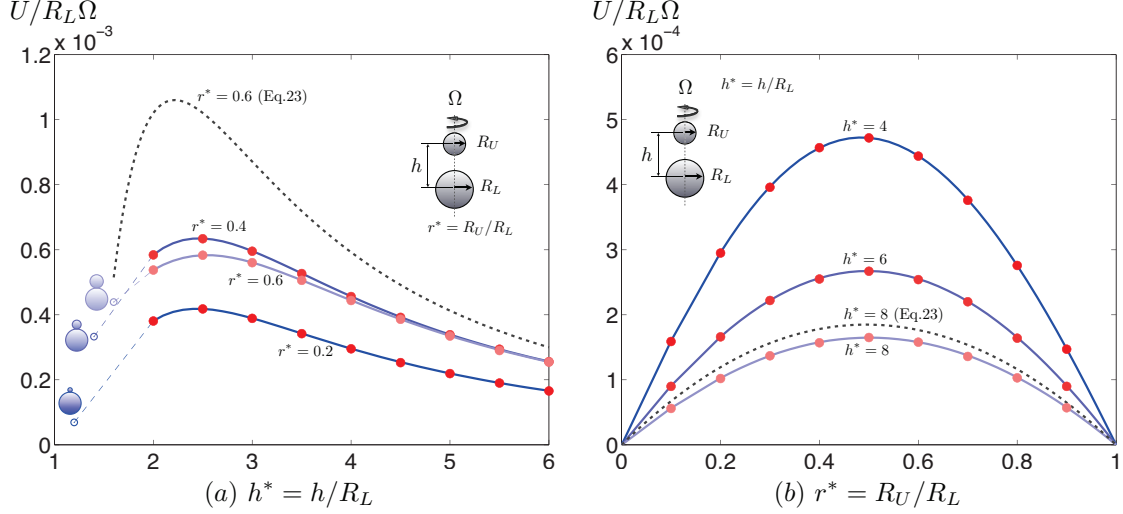 U/R_LΩ
x 10⁻³
1.2
1
0.8
0.6
0.4
0.2
0
1 2 3 4 5 6
r* = 0.6 (Eq.23)
r* = 0.4
r* = 0.6
r* = 0.2
Ω
R_U
h
R_L
r* = R_U/R_L
(a) h* = h/R_L
U/R_LΩ
x 10⁻⁴
6
5
4
3
2
1
0
0 0.2 0.4 0.6 0.8 1
Ω
h* = h/R_L
R_U
h
R_L
h* = 4
h* = 6
h* = 8 (Eq.23)
h* = 8
(b) r* = R_U/R_L